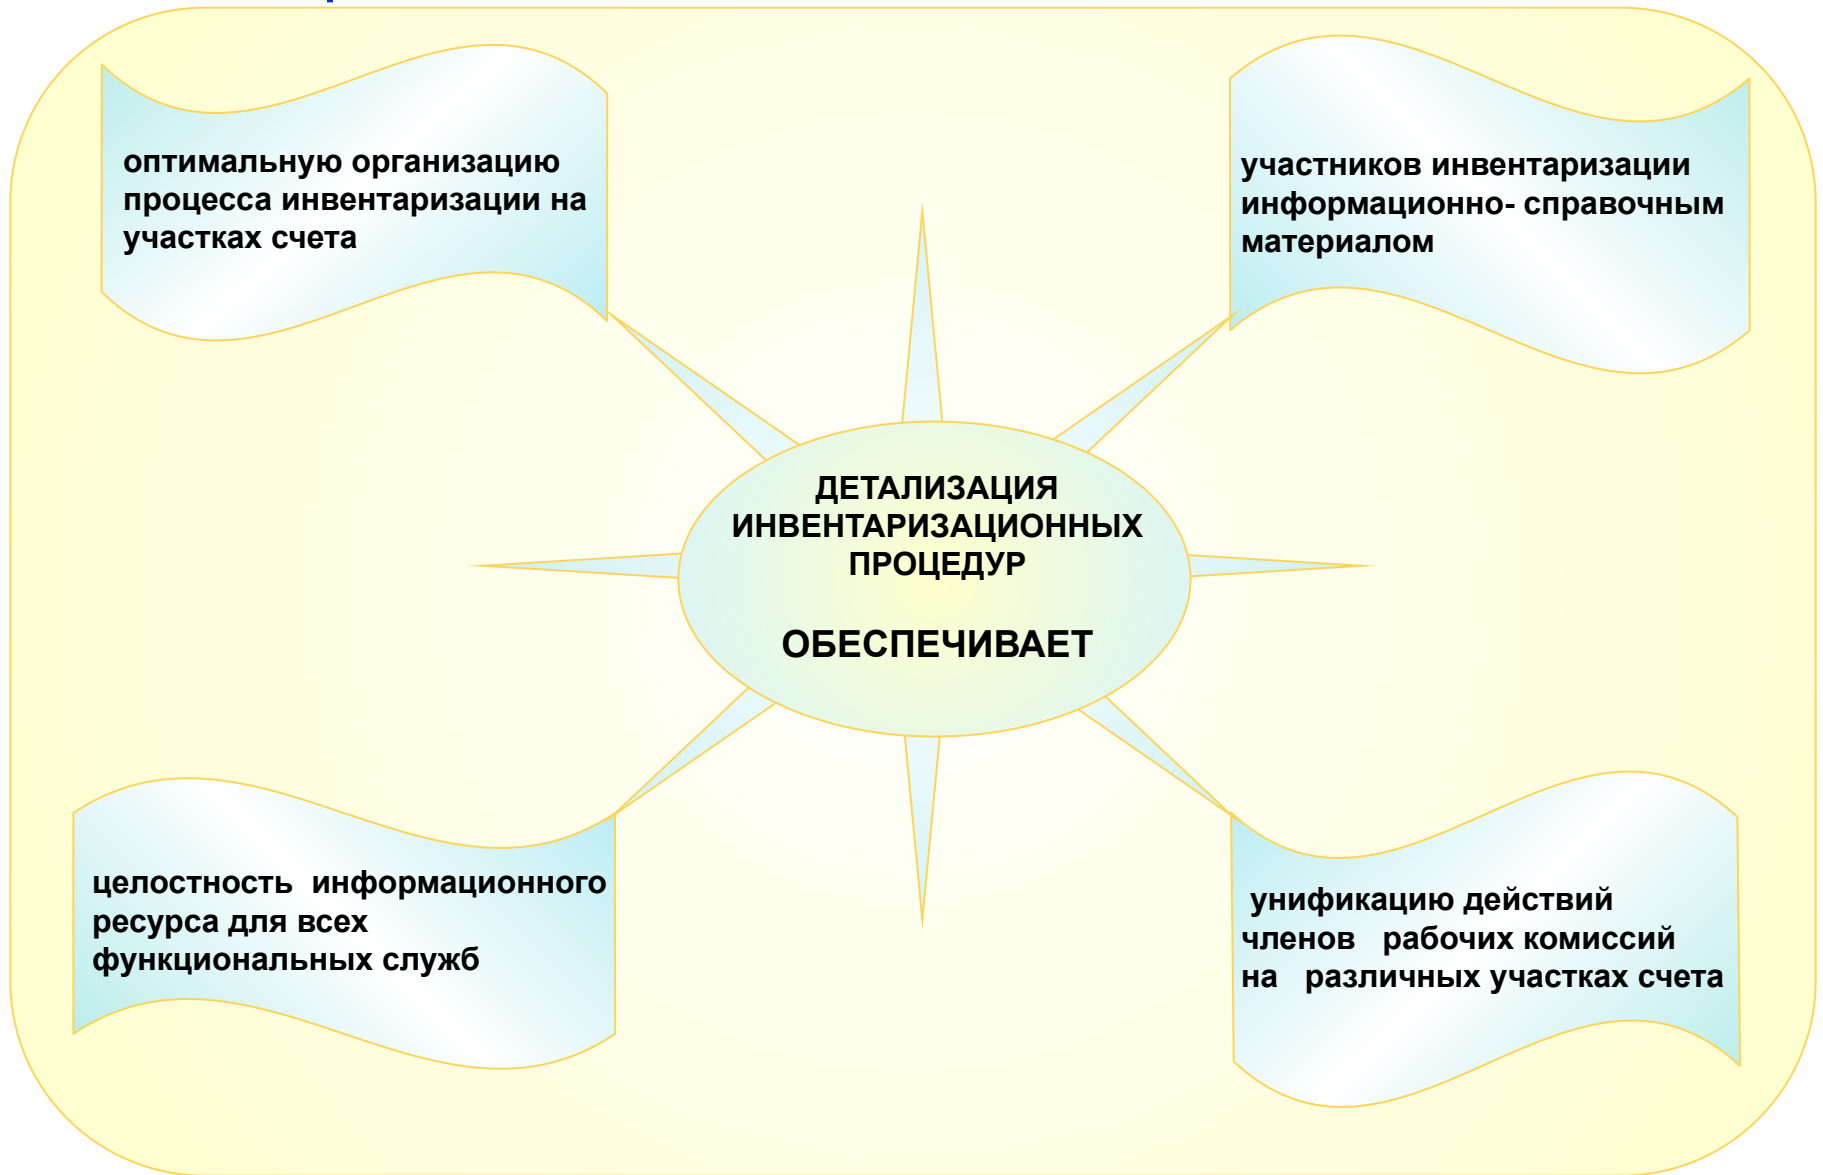 оптимальную организацию
процесса инвентаризации на
участках счета
участников инвентаризации
информационно- справочным
материалом
ДЕТАЛИЗАЦИЯ
ИНВЕНТАРИЗАЦИОННЫХ
ПРОЦЕДУР
ОБЕСПЕЧИВАЕТ
целостность информационного
ресурса для всех
функциональных служб
унификацию действий
членов рабочих комиссий
на различных участках счета